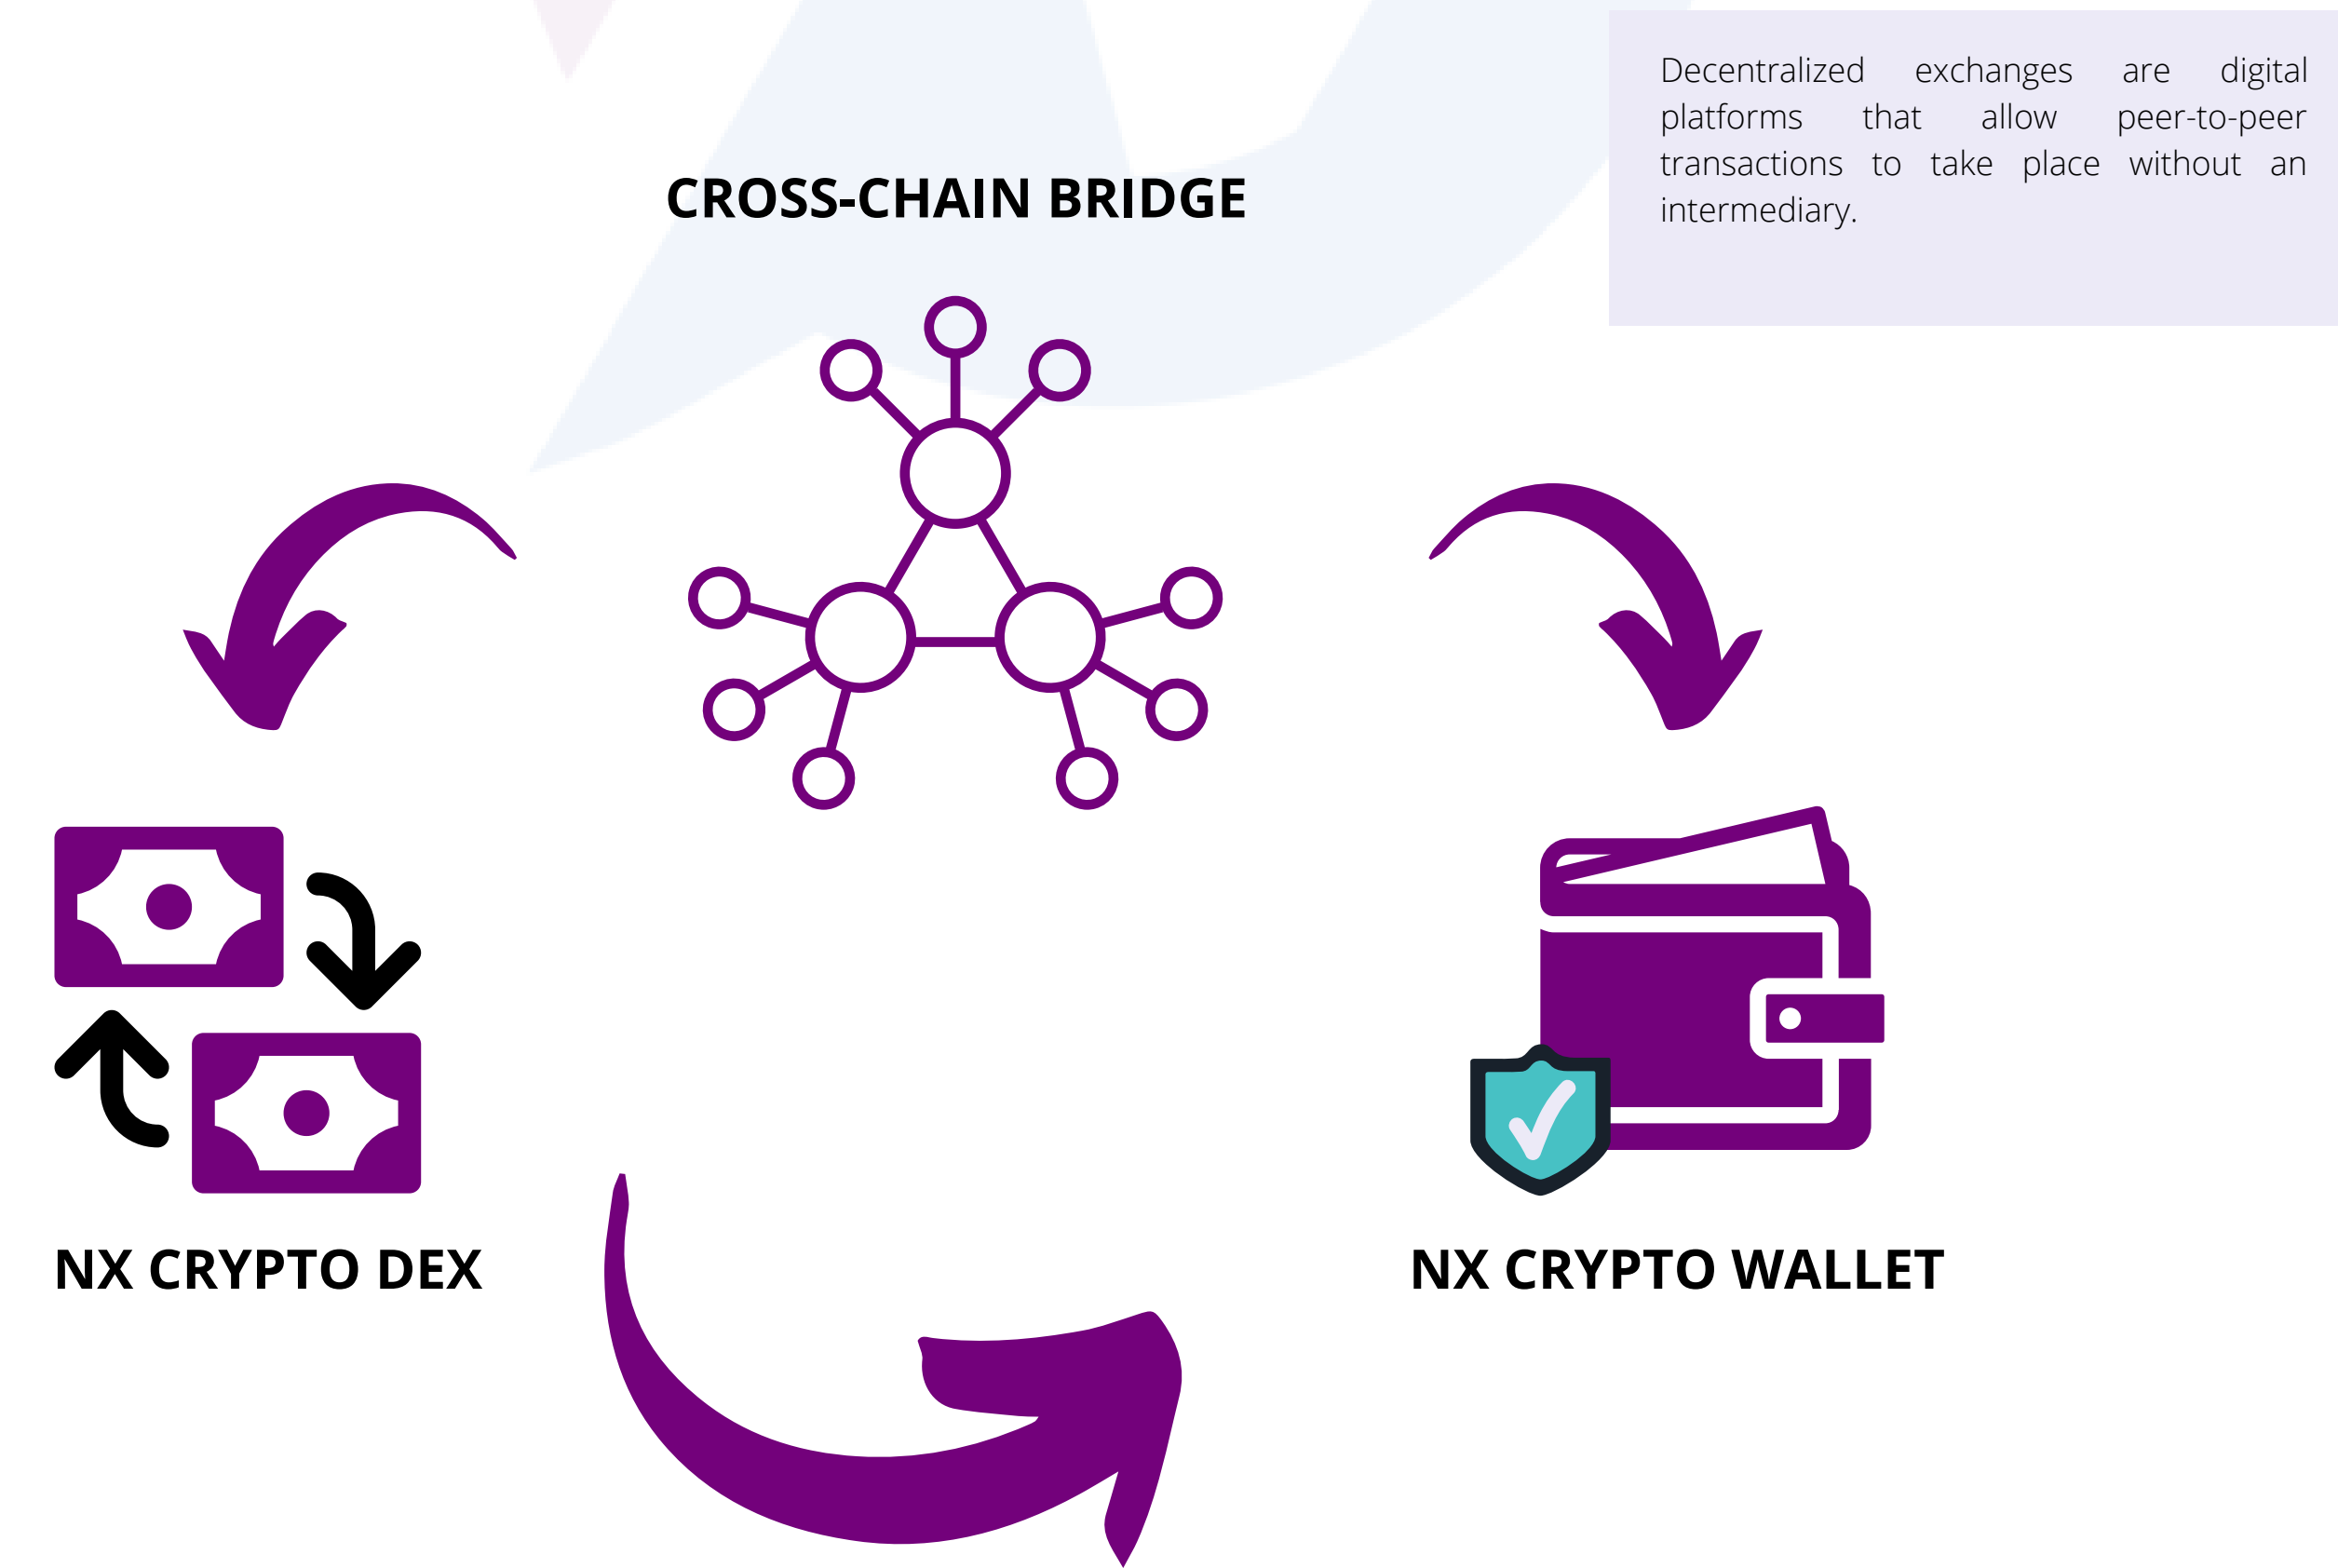 Decentralized exchanges are digital
platforms that allow peer-to-peer
transactions to take place without an
intermediary.
CROSS-CHAIN BRIDGE
NX CRYPTO DEX
NX CRYPTO WALLET